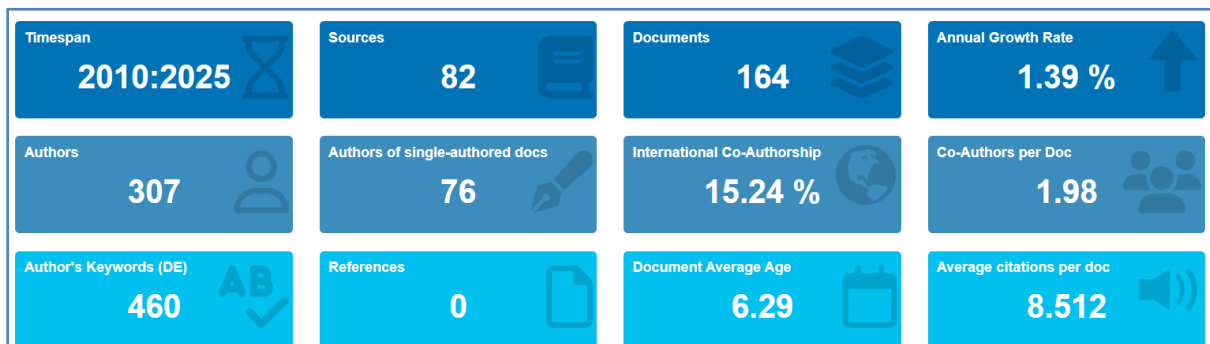 Timespan
2010:2025
Sources
82
Documents
164
Annual Growth Rate
1.39 %
Authors
307
Authors of single-authored docs
76
International Co-Authorship
15.24 %
Co-Authors per Doc
1.98
Author's Keywords (DE)
460
AB
References
0
Document Average Age
6.29
Average citations per doc
8.512